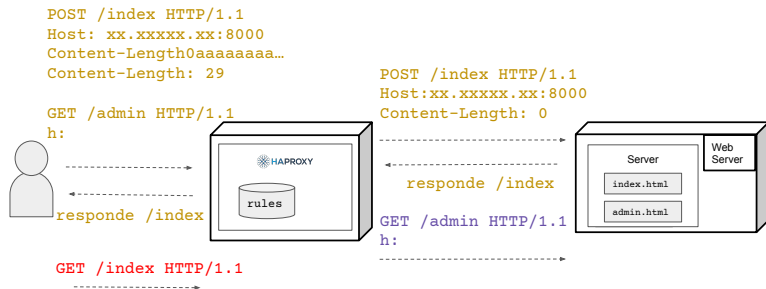 POST /index HTTP/1.1
Host: xx.xxxxx.xx:8000
Content-Length0aaaaaaaa…
Content-Length: 29
GET /admin HTTP/1.1
h:
responde /index
GET /index HTTP/1.1
HAPROXY
rules
POST /index HTTP/1.1
Host:xx.xxxxx.xx:8000
Content-Length: 0
responde /index
GET /admin HTTP/1.1
h:
Web
Server
Server
index.html
admin.html